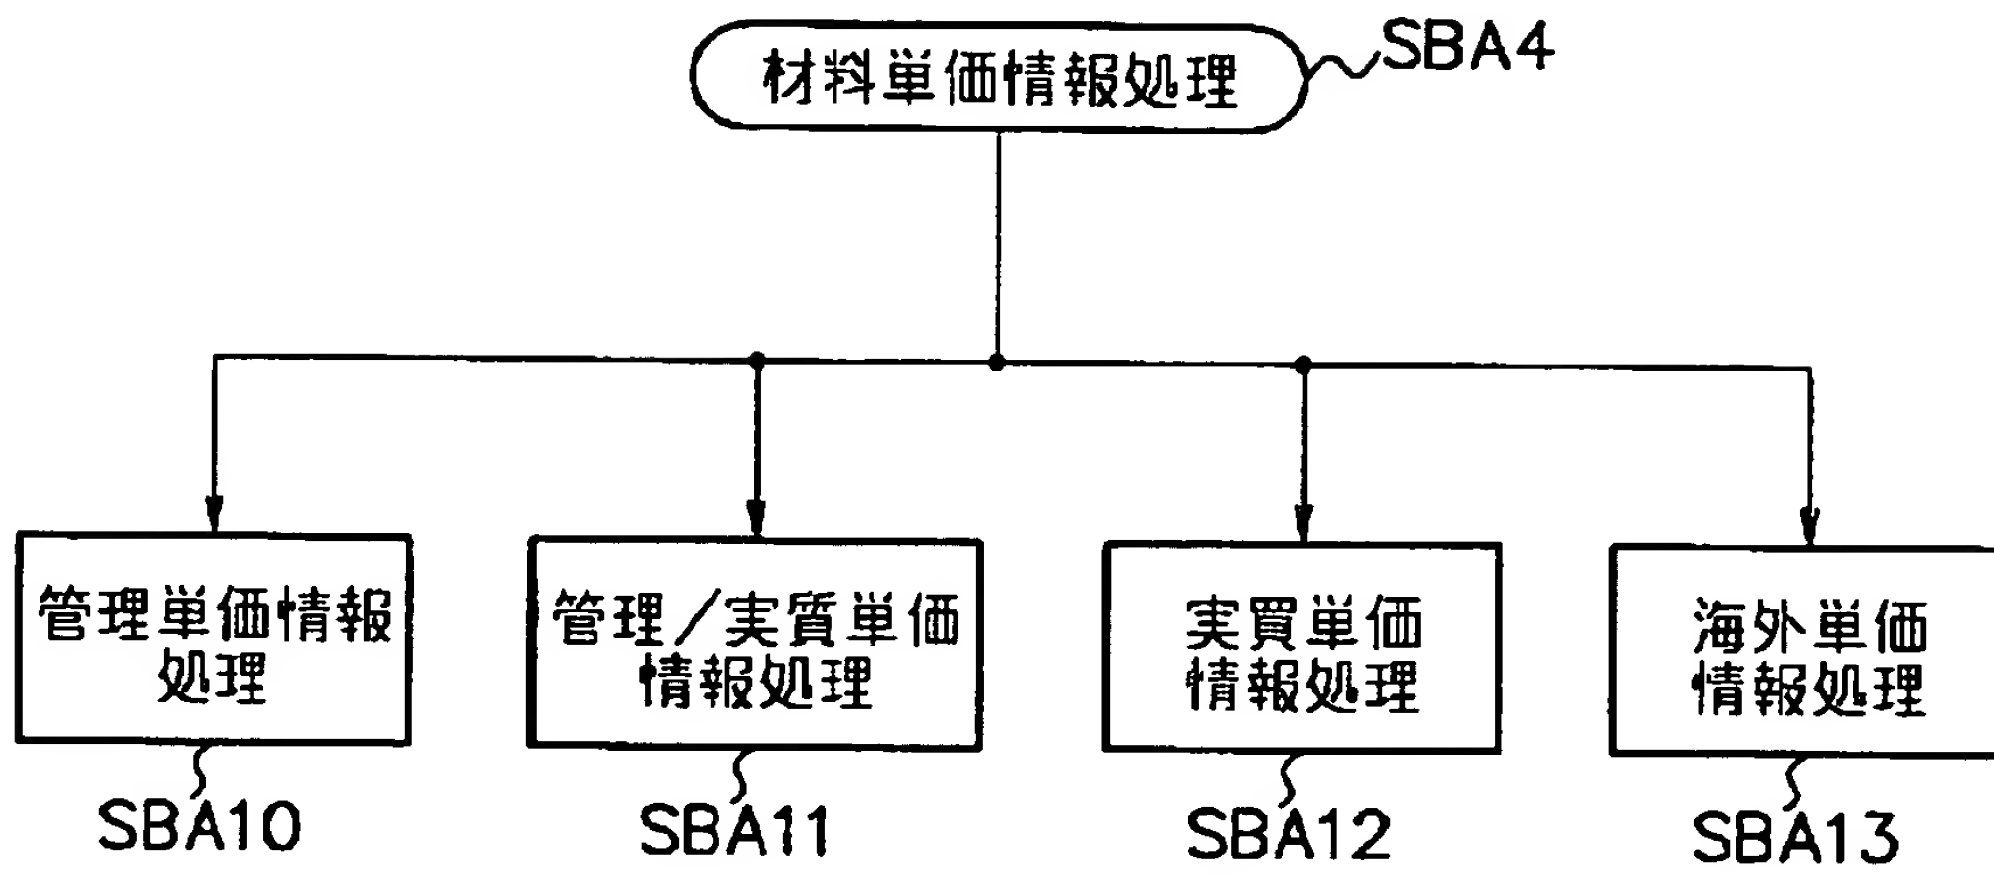 材料単価情報処理
SBA4
管理単価情報
処理
管理/実質単価
情報処理
実買単価
情報処理
海外単価
情報処理
SBA10
SBA11
SBA12
SBA13